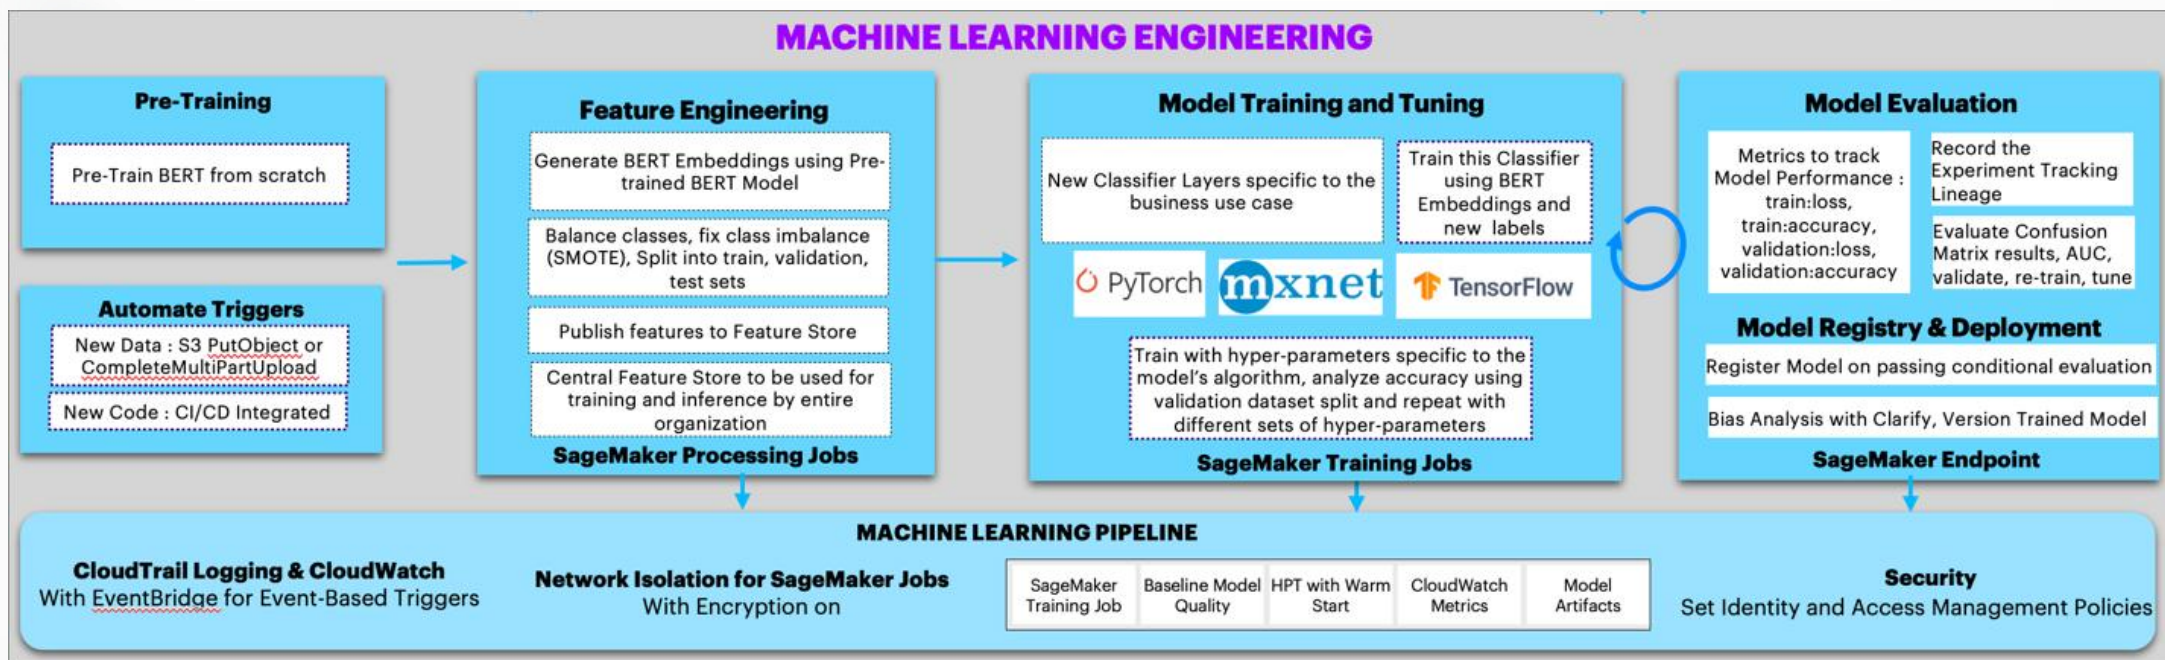 MACHINE LEARNING ENGINEERING
Pre-Training
Pre-Train BERT from scratch
Automate Triggers
New Data : S3 PutObject or
CompleteMultiPartUpload
New Code : CI/CD Integrated
Feature Engineering
Generate BERT Embeddings using Pre-
trained BERT Model
Balance classes, fix class imbalance
(SMOTE), Split into train, validation,
test sets
Publish features to Feature Store
Central Feature Store to be used for
training and inference by entire
organization
SageMaker Processing Jobs
Model Training and Tuning
New Classifier Layers specific to the
business use case
Train this Classifier
using BERT
Embeddings and
new labels
PyTorch
mxnet
TensorFlow
Train with hyper-parameters specific to the
model's algorithm, analyze accuracy using
validation dataset split and repeat with
different sets of hyper-parameters
SageMaker Training Jobs
Model Evaluation
Metrics to track
Model Performance :
train:loss,
train:accuracy,
validation:loss,
validation:accuracy
Record the
Experiment Tracking
Lineage
Evaluate Confusion
Matrix results, AUC,
validate, re-train, tune
Model Registry & Deployment
Register Model on passing conditional evaluation
Bias Analysis with Clarify, Version Trained Model
SageMaker Endpoint
MACHINE LEARNING PIPELINE
CloudTrail Logging & CloudWatch
With EventBridge for Event-Based Triggers
Network Isolation for SageMaker Jobs
With Encryption on
SageMaker
Training Job
Baseline Model
Quality
HPT with Warm
Start
CloudWatch
Metrics
Model
Artifacts
Security
Set Identity and Access Management Policies